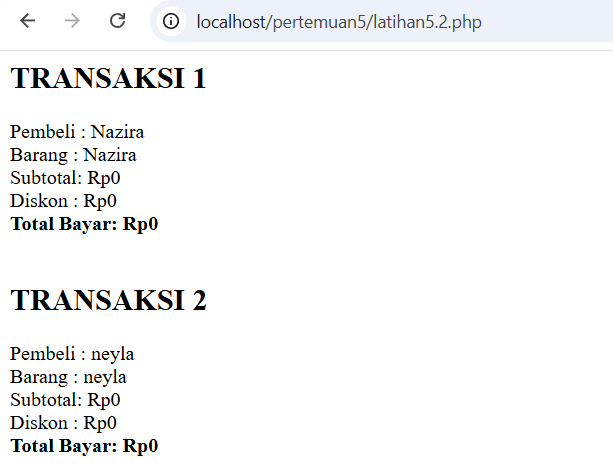 localhost/pertemuan5/latihan5.2.php
TRANSAKSI 1
Pembeli : Nazira
Barang : Nazira
Subtotal: Rp0
Diskon : Rp0
Total Bayar: Rp0
TRANSAKSI 2
Pembeli : neyla
Barang : neyla
Subtotal: Rp0
Diskon : Rp0
Total Bayar: Rp0